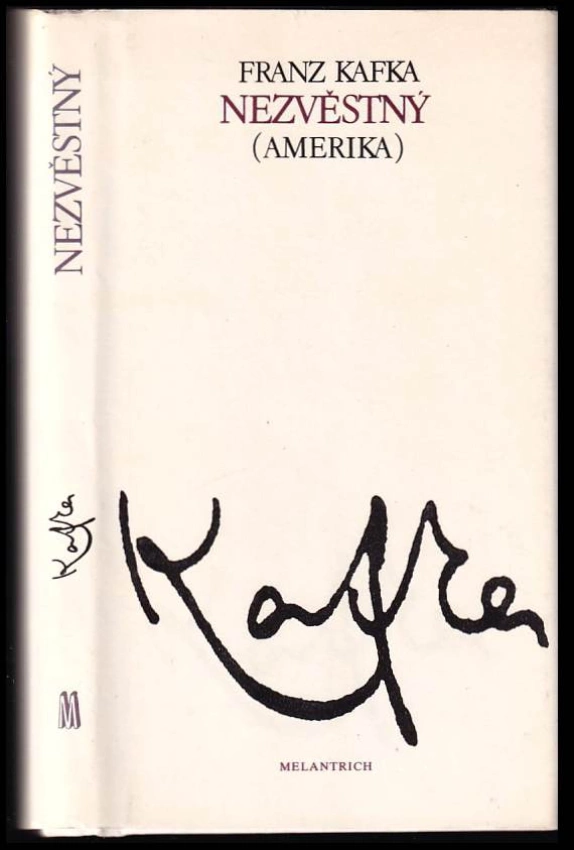 NEZVĚSTNÝ
Kafka
M
FRANZ KAFKA
NEZVĚSTNÝ
(AMERIKA)
Kafka
MELANTRICH